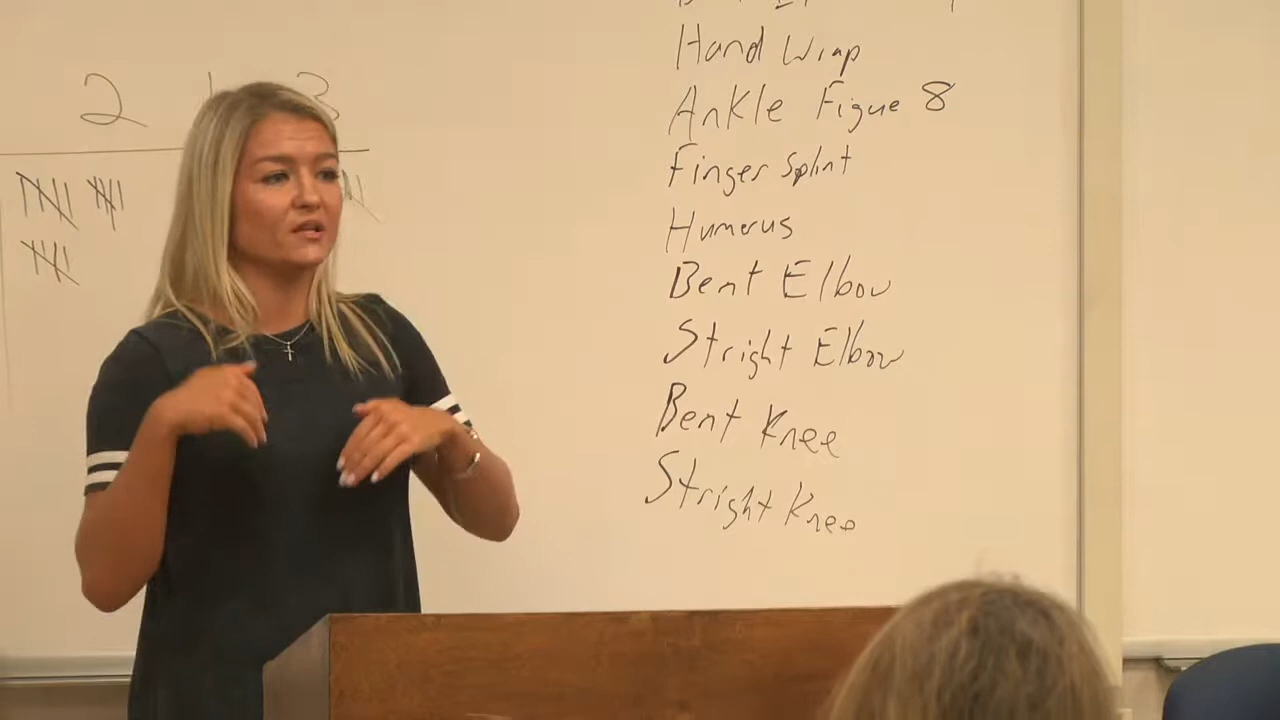 2 1 3
Hand Wrap
Ankle Figue 8
Finger Splint
Humerus
Bent Elbow
Stright Elbow
Bent Knee
Stright Knee